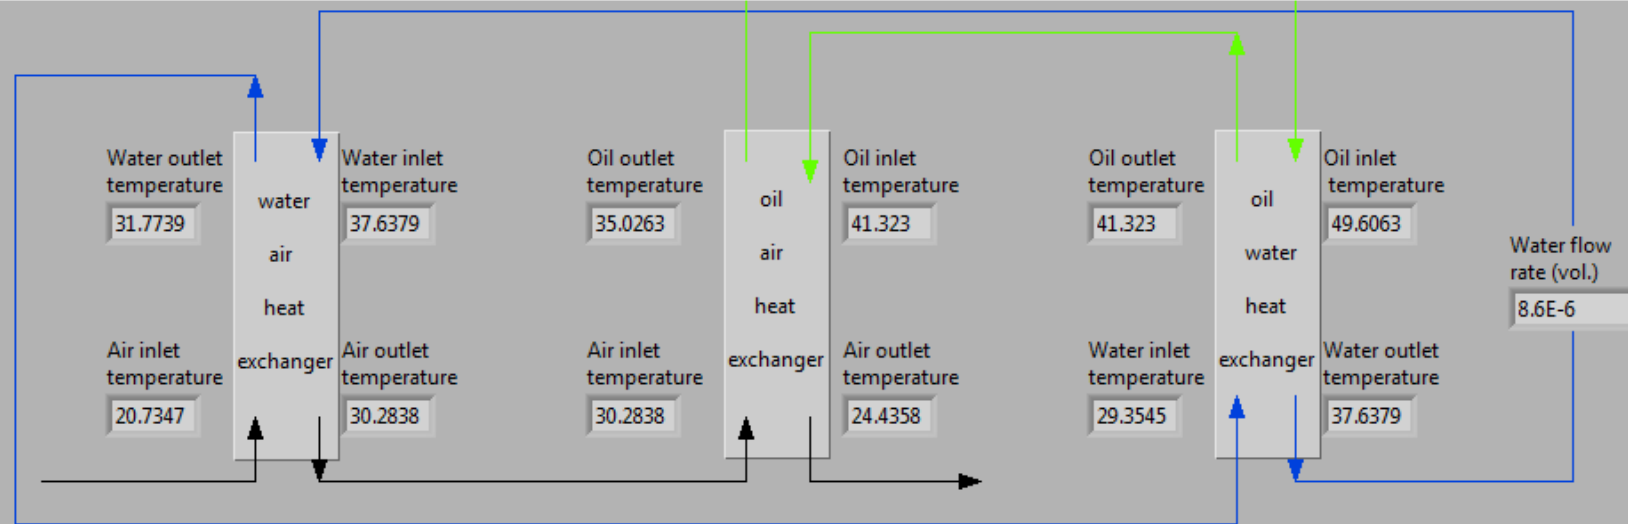 Water outlet
temperature
31.7739
Water inlet
temperature
37.6379
water
air
heat
exchanger
Air inlet
temperature
20.7347
Air outlet
temperature
30.2838
Oil outlet
temperature
35.0263
Oil inlet
temperature
41.323
oil
air
heat
exchanger
Air inlet
temperature
30.2838
Air outlet
temperature
24.4358
Oil outlet
temperature
41.323
Oil inlet
temperature
49.6063
oil
water
heat
exchanger
Water inlet
temperature
29.3545
Water outlet
temperature
37.6379
Water flow
rate (vol.)
8.6E-6